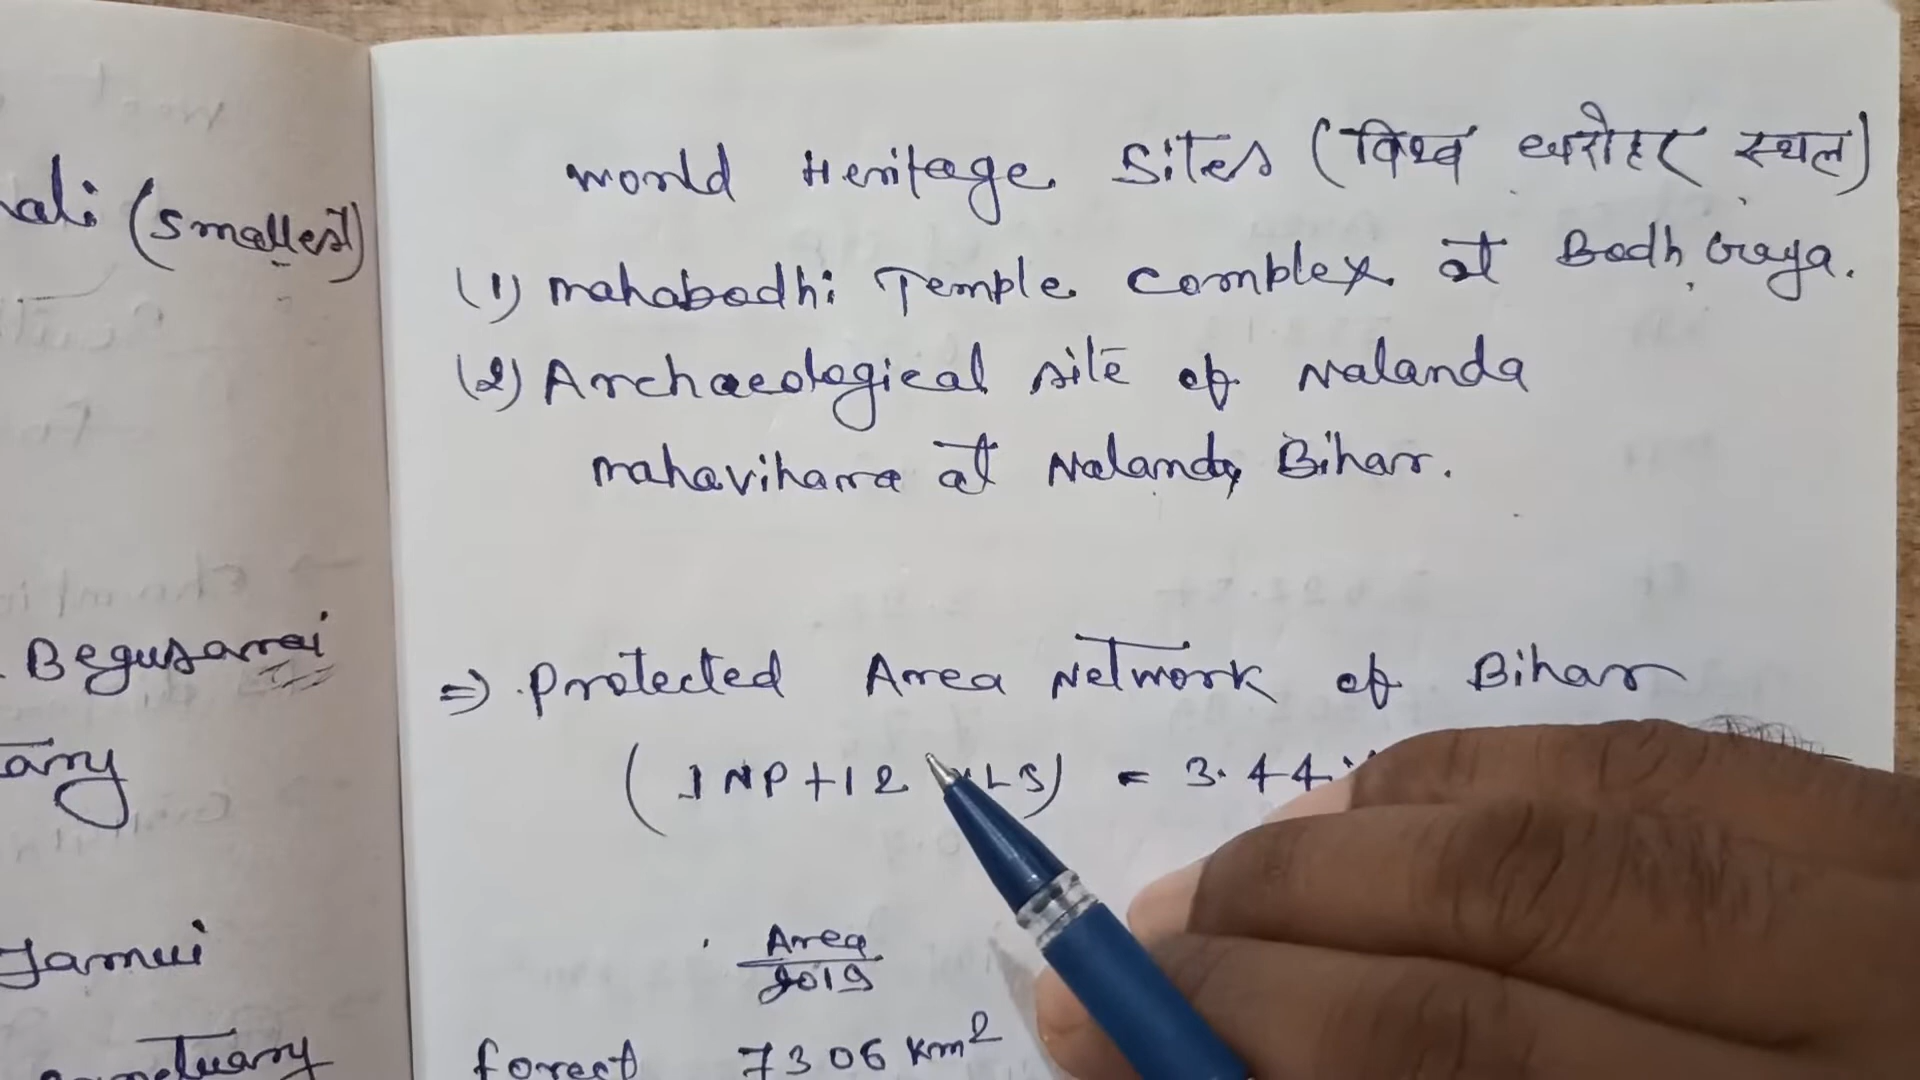 (smallest)
Begusarai
Jamui
World Heritage Sites (विश्व धरोहर स्थल)
(1) Mahabodhi Temple Complex at Bodh Gaya.
(2) Archaeological site of Nalanda
Mahavihara at Nalanda, Bihar.
⇒ Protected Area Network of Bihar
(1 NP + 12 WLS) = 3.44
Area
2019
forest 7306 km²